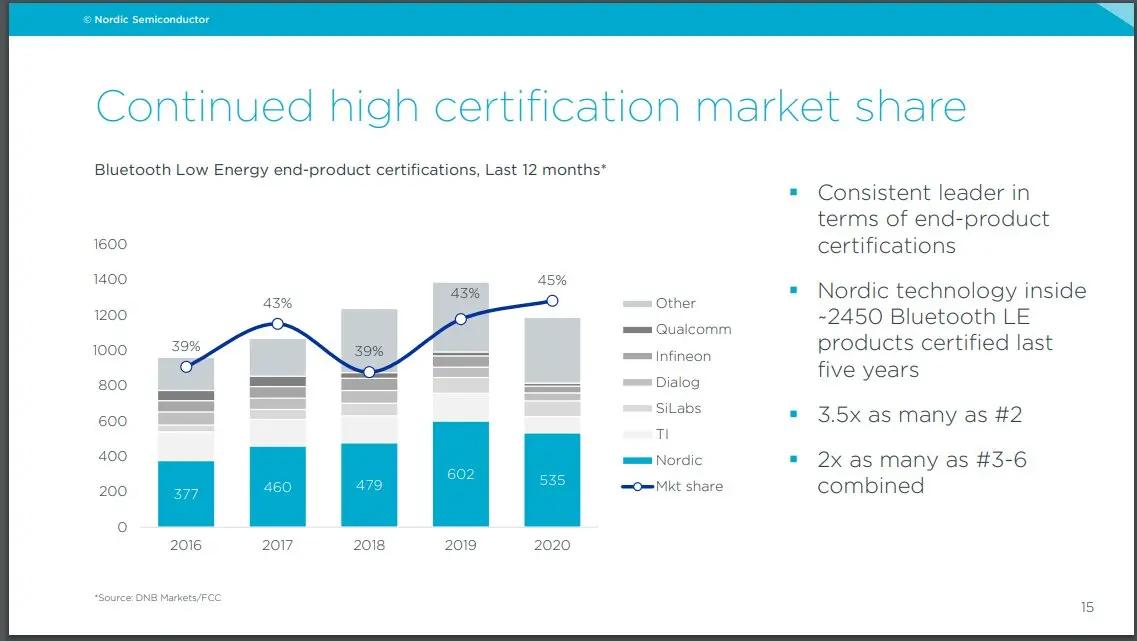 © Nordic Semiconductor
Continued high certification market share
Bluetooth Low Energy end-product certifications, Last 12 months*
1600
1400
1200
1000
800
600
400
200
0
39%
43%
39%
43%
45%
377
460
479
602
535
2016
2017
2018
2019
2020
Other
Qualcomm
Infineon
Dialog
SiLabs
TI
Nordic
Mkt share
Consistent leader in
terms of end-product
certifications
Nordic technology inside
~2450 Bluetooth LE
products certified last
five years
3.5x as many as #2
2x as many as #3-6
combined
*Source: DNB Markets/FCC
15